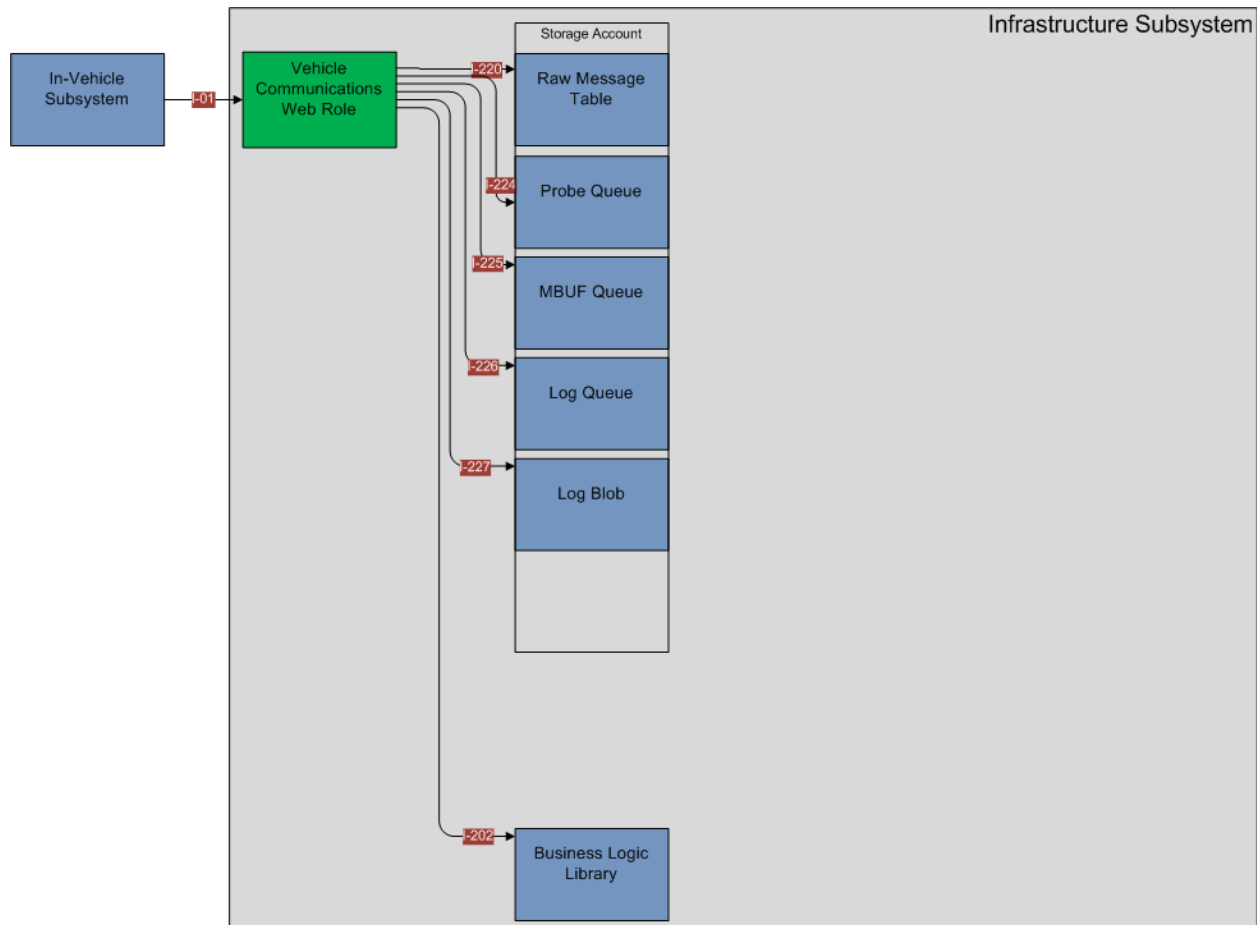 Infrastructure Subsystem
Storage Account
In-Vehicle
Subsystem
I-01
Vehicle
Communications
Web Role
I-220
Raw Message
Table
I-224
Probe Queue
I-225
MBUF Queue
I-226
Log Queue
I-227
Log Blob
I-202
Business Logic
Library